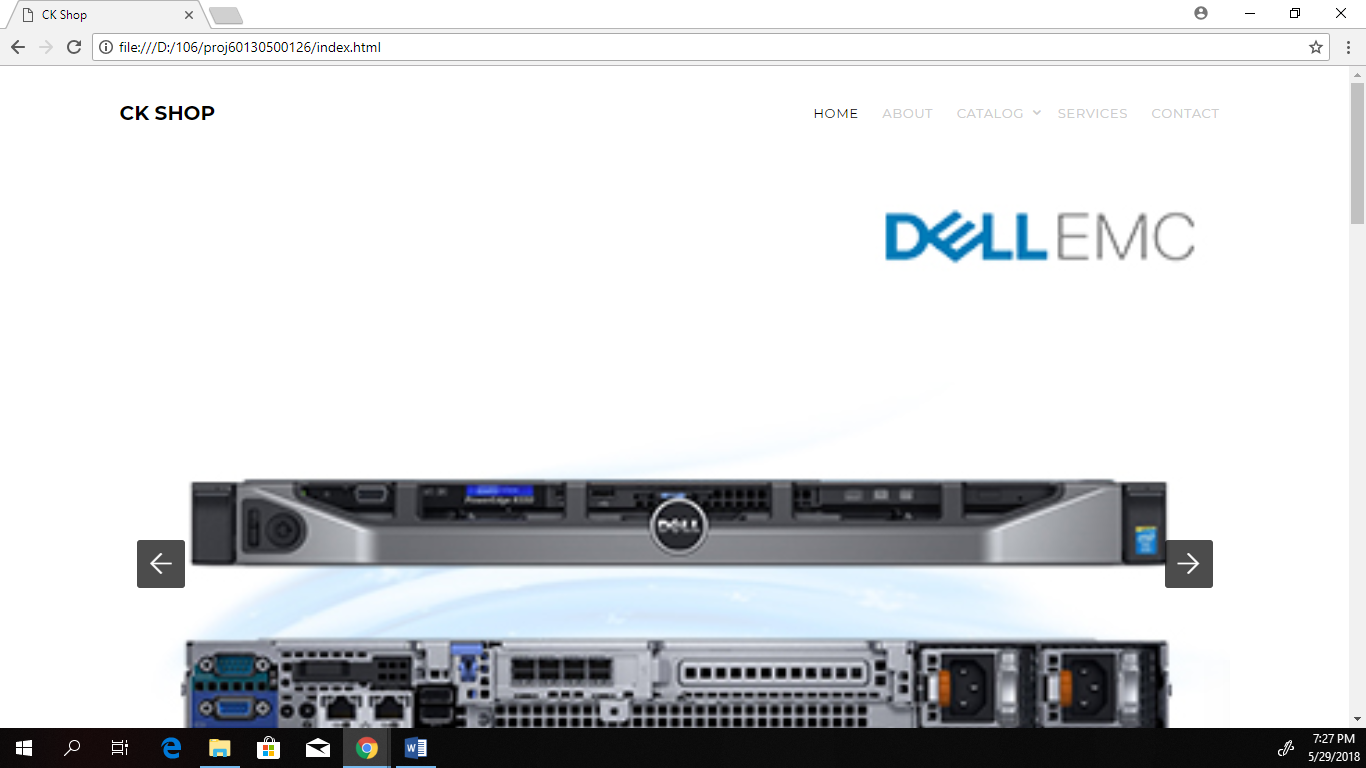 CK Shop
file:///D:/106/proj60130500126/index.html
CK SHOP
HOME ABOUT CATALOG SERVICES CONTACT
DELL EMC
DELL
7:27 PM
5/29/2018